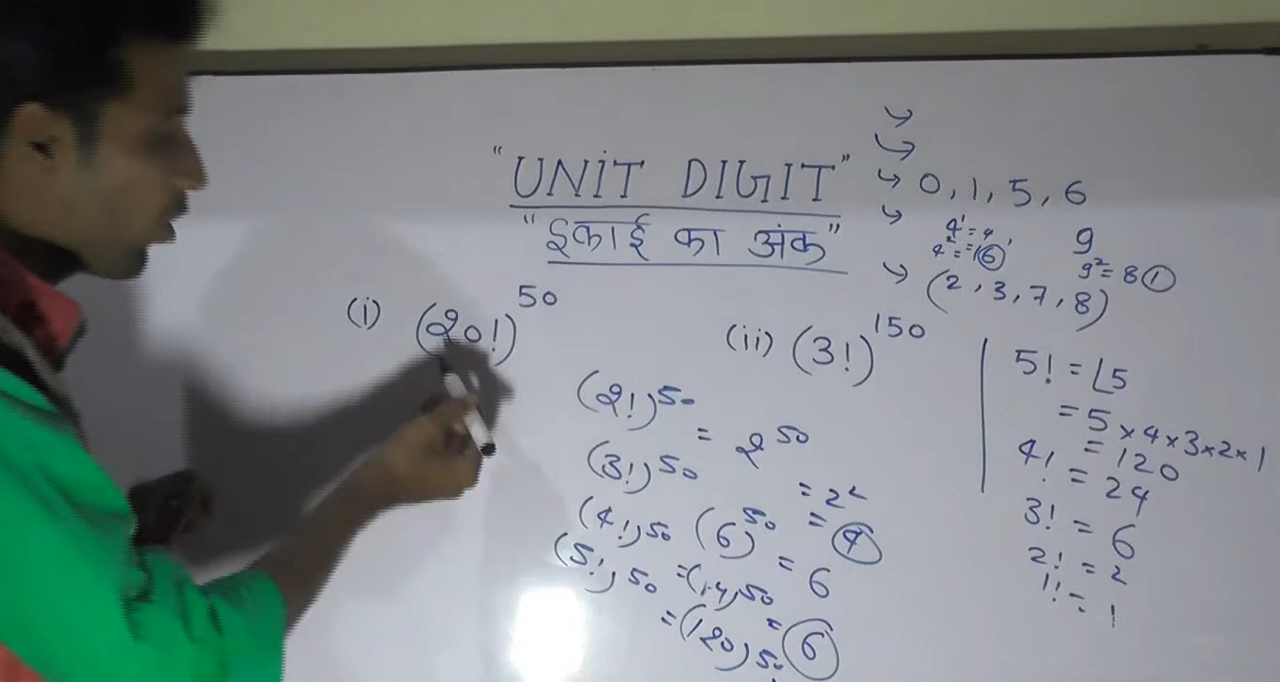 "UNIT DIGIT"
"इकाई का अंक"
0, 1, 5, 6
4¹ = 4
4² = 1⑥
9
9² = 8①
(2, 3, 7, 8)
(i) (20!)⁵⁰
(ii) (3!)¹⁵⁰
(2!)⁵⁰ = 2⁵⁰
= 2²
= ④
(3!)⁵⁰
(6)⁵⁰ = 6
(4!)⁵⁰ = (24)⁵⁰ = ⑥
(5!)⁵⁰ = (120)⁵⁰
5! = ⌊5
= 5 × 4 × 3 × 2 × 1
= 120
4! = 24
3! = 6
2! = 2
1! = 1